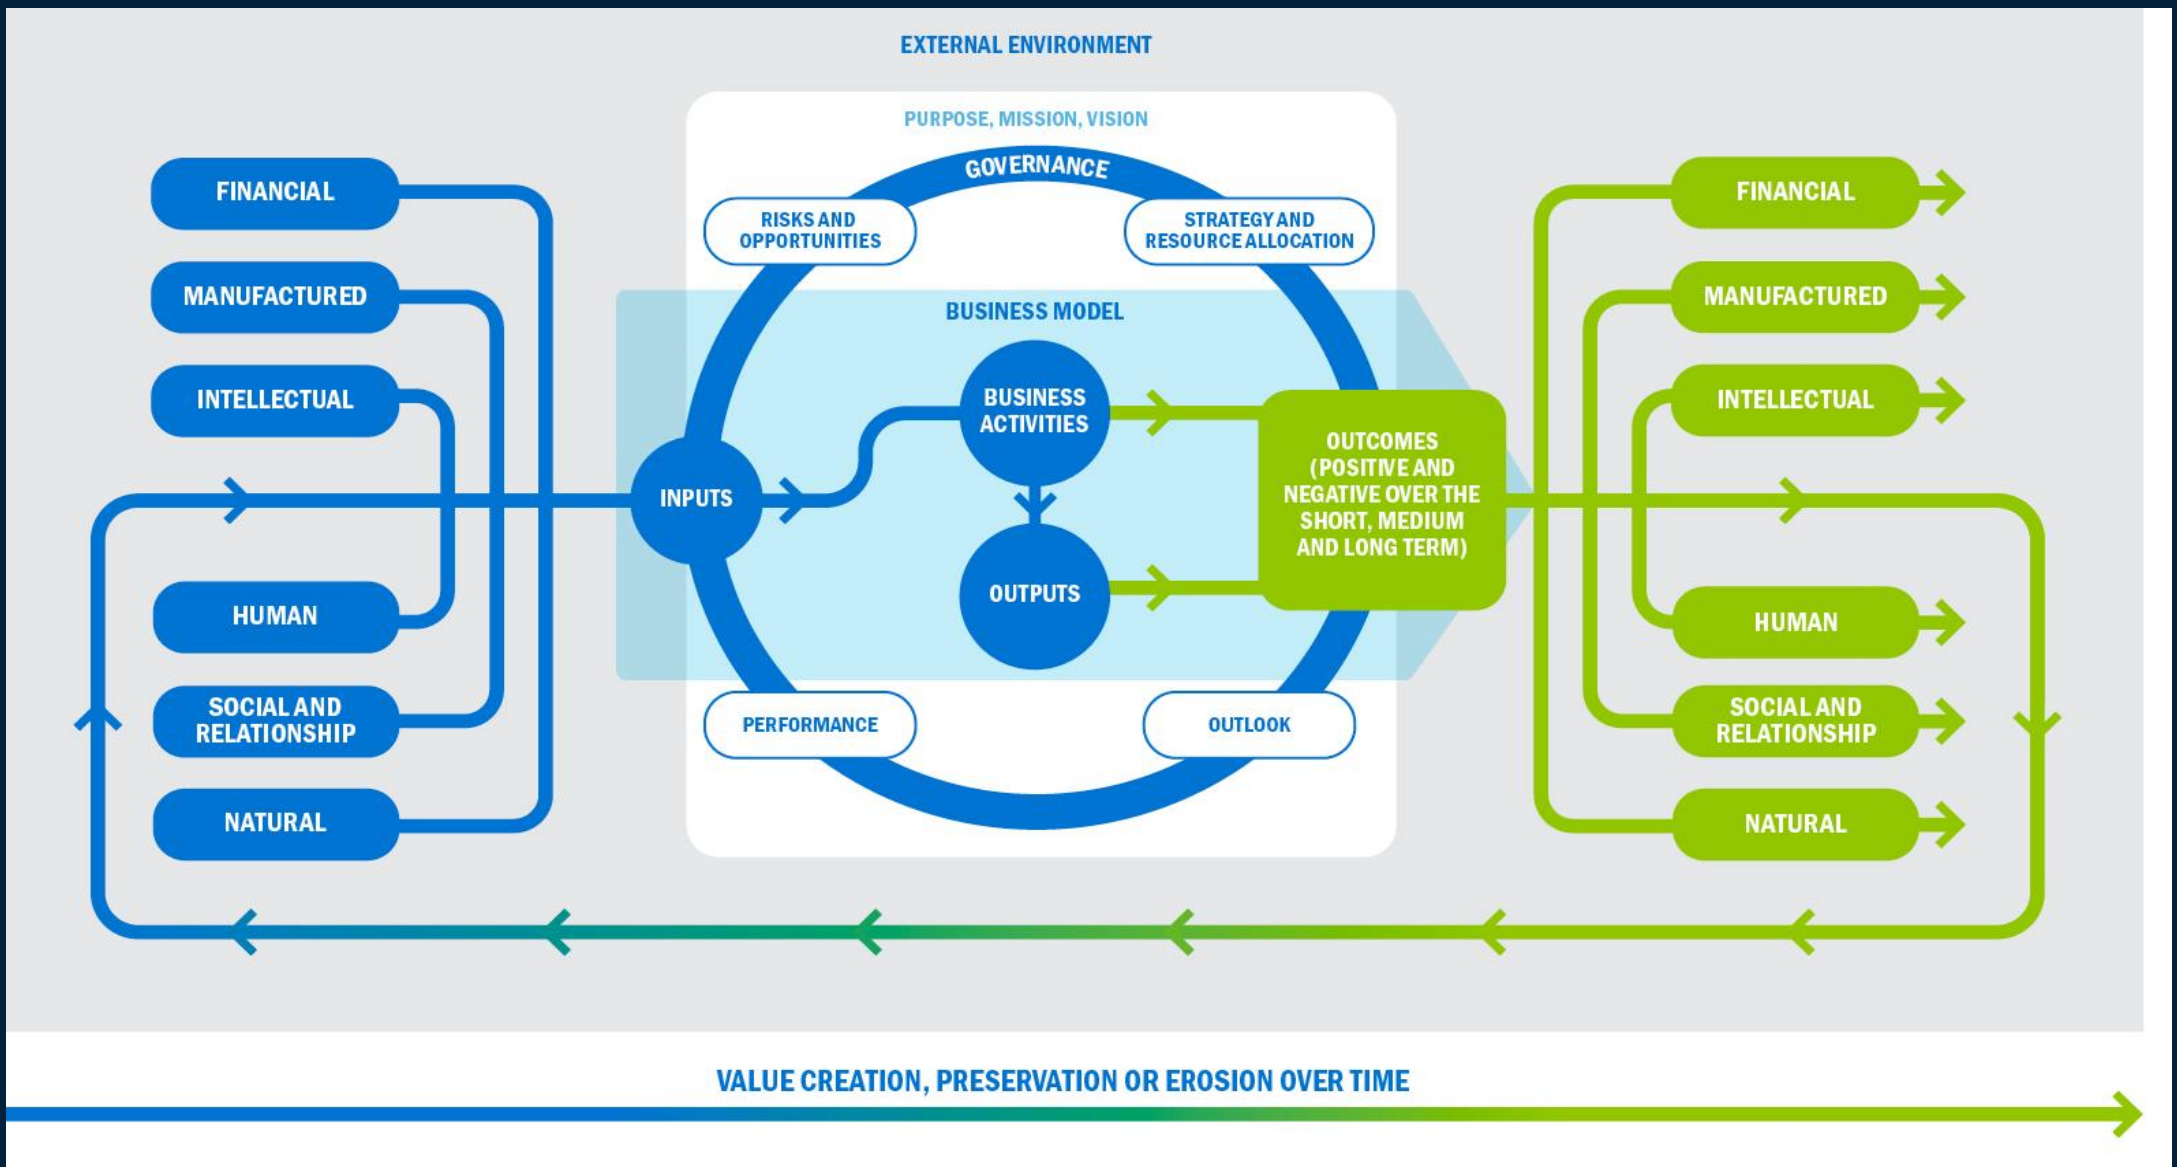 EXTERNAL ENVIRONMENT
PURPOSE, MISSION, VISION
GOVERNANCE
FINANCIAL
MANUFACTURED
INTELLECTUAL
HUMAN
SOCIAL AND
RELATIONSHIP
NATURAL
RISKS AND
OPPORTUNITIES
STRATEGY AND
RESOURCE ALLOCATION
BUSINESS MODEL
INPUTS
BUSINESS
ACTIVITIES
OUTPUTS
OUTCOMES
(POSITIVE AND
NEGATIVE OVER THE
SHORT, MEDIUM
AND LONG TERM)
PERFORMANCE
OUTLOOK
FINANCIAL
MANUFACTURED
INTELLECTUAL
HUMAN
SOCIAL AND
RELATIONSHIP
NATURAL
VALUE CREATION, PRESERVATION OR EROSION OVER TIME